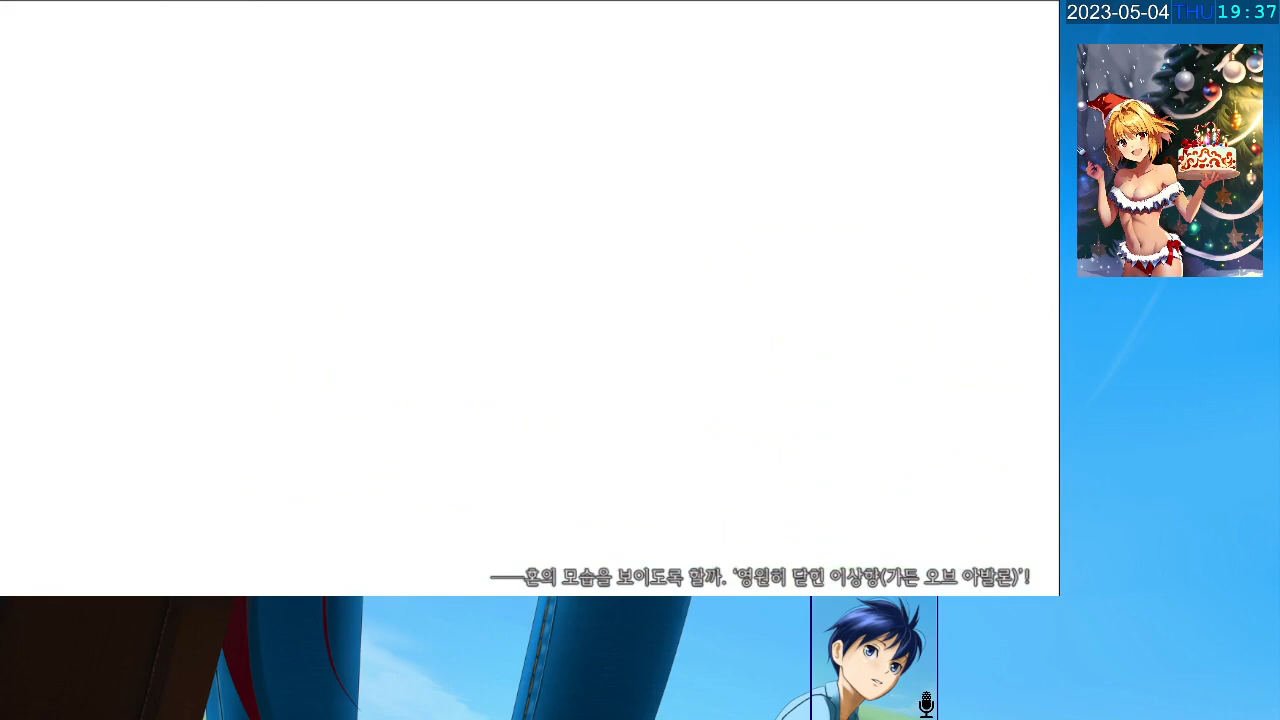 2023-05-04 THU 19:37
──혼의 모습을 보이도록 할까. ‘영원히 닫힌 이상향(가든 오브 아발론)’!